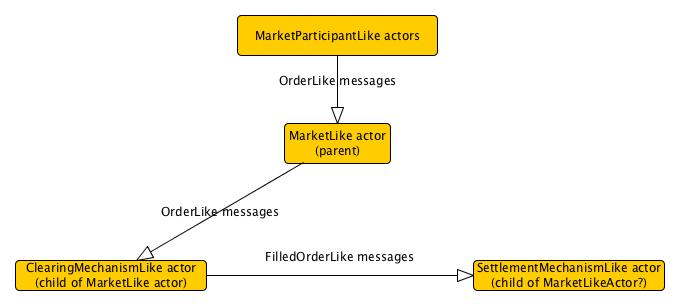 MarketParticipantLike actors
OrderLike messages
MarketLike actor
(parent)
OrderLike messages
ClearingMechanismLike actor
(child of MarketLike actor)
FilledOrderLike messages
SettlementMechanismLike actor
(child of MarketLikeActor?)